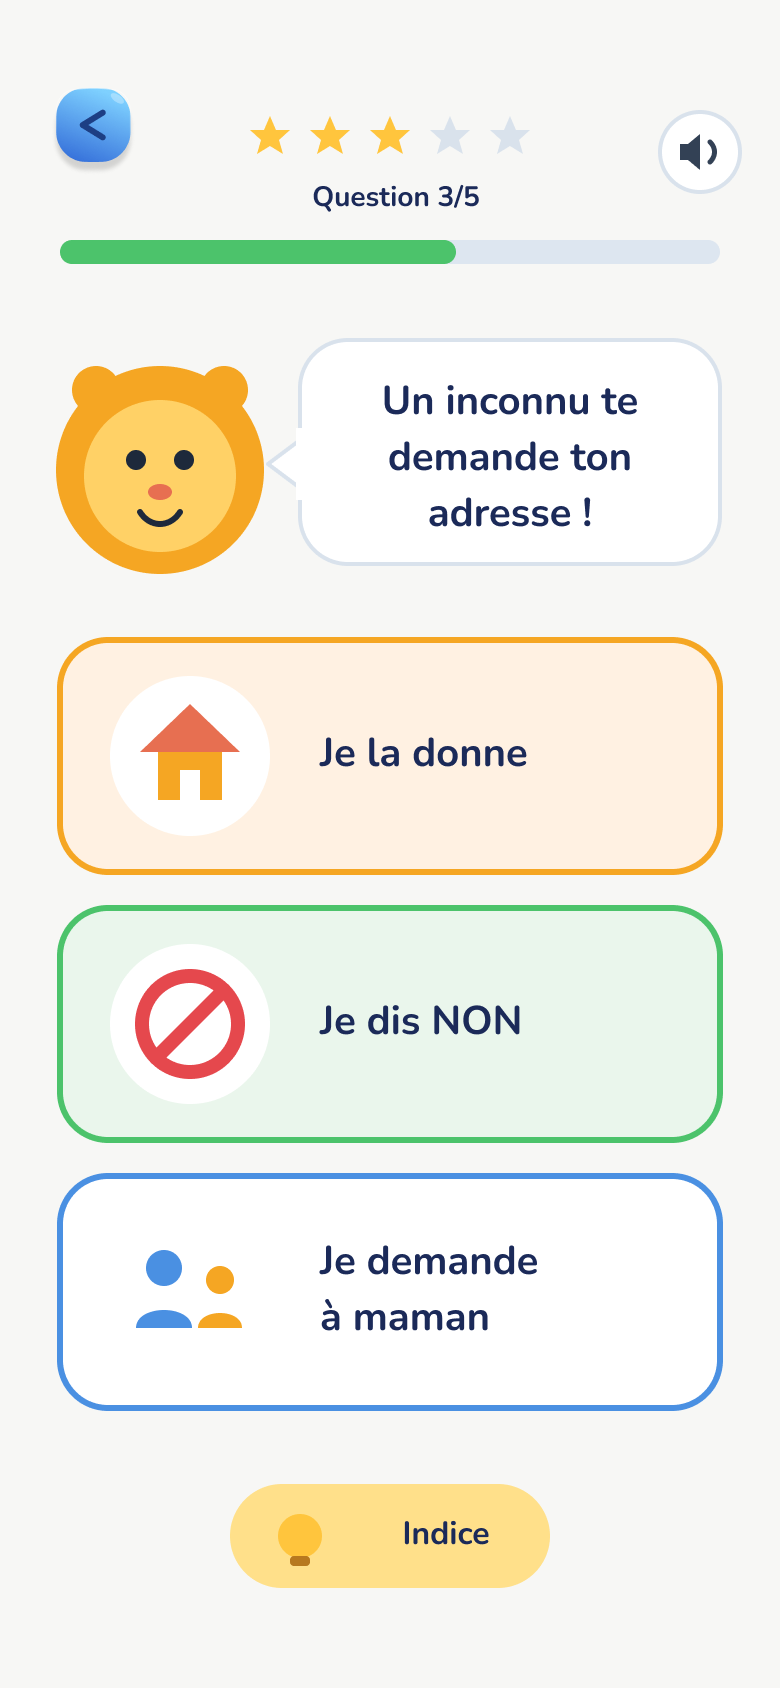 Question 3/5
Un inconnu te
demande ton
adresse !
Je la donne
Je dis NON
Je demande
à maman
Indice